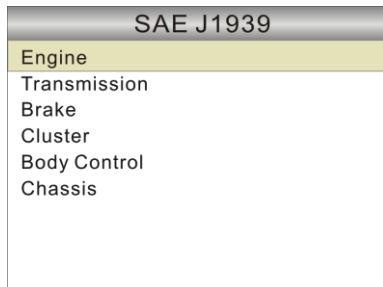 SAE J1939
Engine
Transmission
Brake
Cluster
Body Control
Chassis